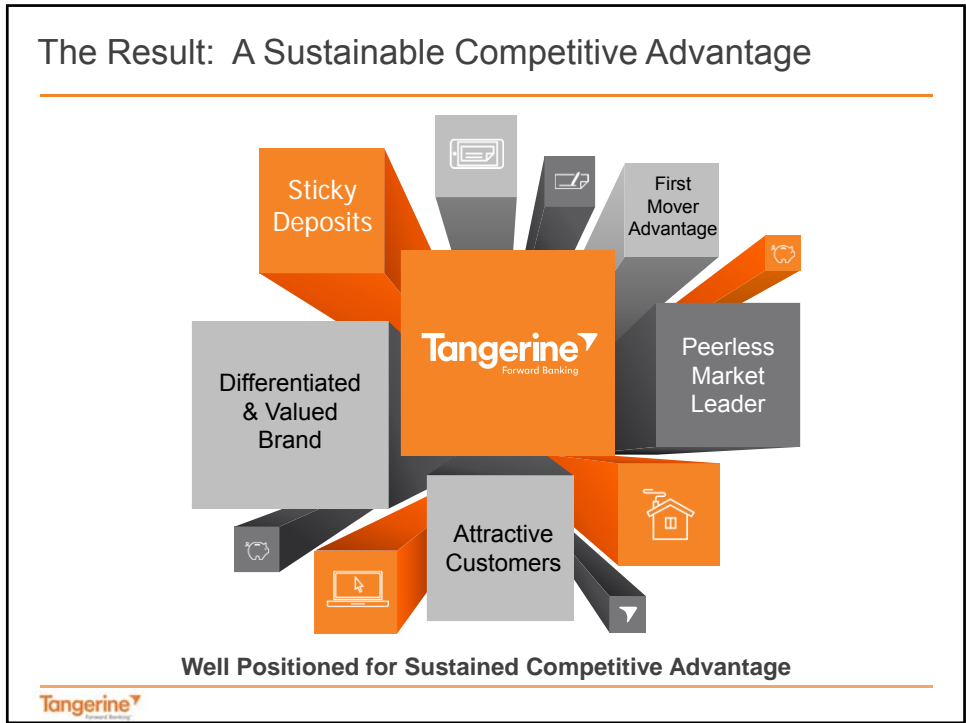 The Result: A Sustainable Competitive Advantage
Sticky
Deposits
First
Mover
Advantage
Tangerine
Forward Banking
Peerless
Market
Leader
Differentiated
& Valued
Brand
Attractive
Customers
Well Positioned for Sustained Competitive Advantage
Tangerine
Forward Banking